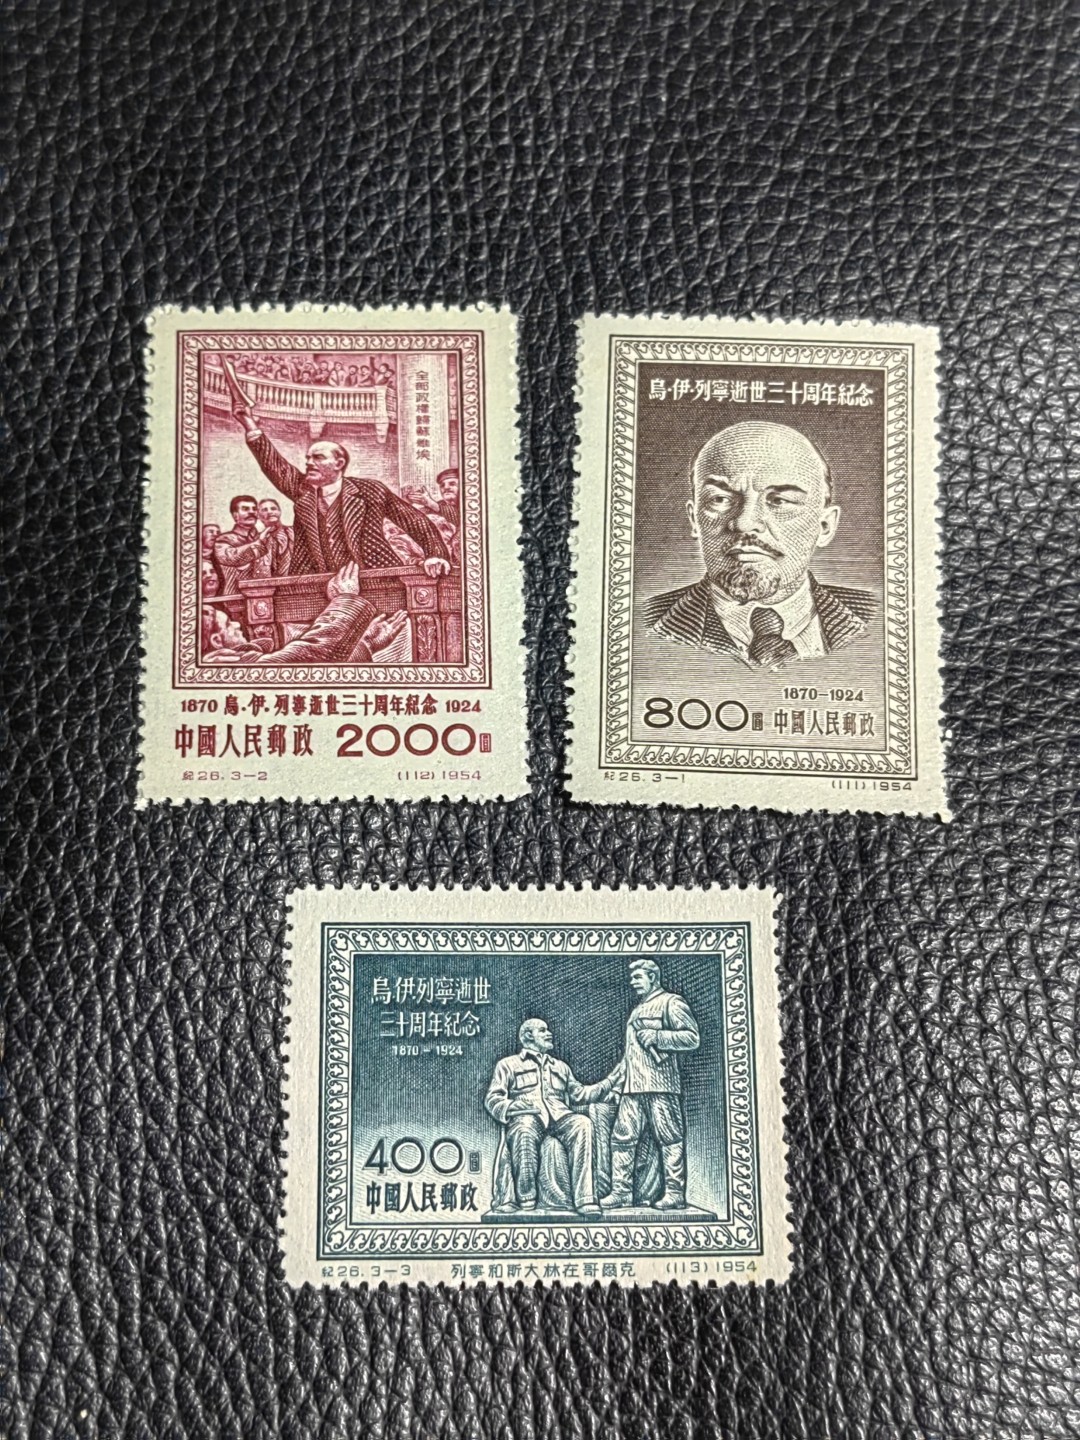 全部政權歸蘇維埃
1870 烏·伊·列寧逝世三十周年紀念 1924
中國人民郵政 2000圓
紀26.3-2 (112)1954
烏·伊·列寧逝世三十周年紀念
1870-1924
800圓 中國人民郵政
紀26.3-1 (111)1954
烏·伊·列寧逝世
三十周年紀念
1870-1924
400圓
中國人民郵政
紀26.3-3 列寧和斯大林在哥爾克 (113)1954